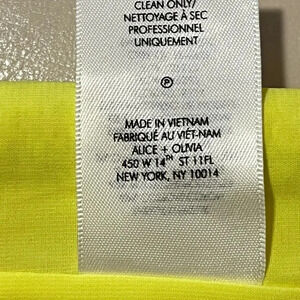 CLEAN ONLY/
NETTOYAGE À SEC
PROFESSIONNEL
UNIQUEMENT
P
MADE IN VIETNAM
FABRIQUÉ AU VIÊT-NAM
ALICE + OLIVIA
450 W 14TH ST 11FL
NEW YORK, NY 10014